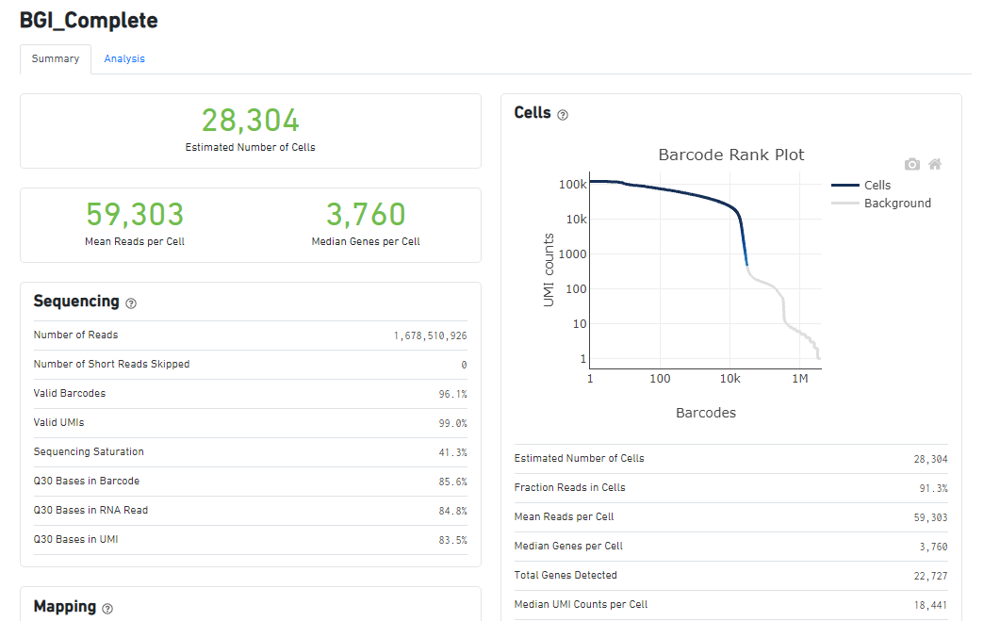 BGI_Complete
Summary
Analysis
28,304
Estimated Number of Cells
59,303
Mean Reads per Cell
3,760
Median Genes per Cell
Sequencing ?
Number of Reads 1,678,510,926
Number of Short Reads Skipped 0
Valid Barcodes 96.1%
Valid UMIs 99.0%
Sequencing Saturation 41.3%
Q30 Bases in Barcode 85.6%
Q30 Bases in RNA Read 84.8%
Q30 Bases in UMI 83.5%
Mapping ?
Cells ?
Barcode Rank Plot
Cells
Background
UMI counts
100k
10k
1000
100
10
1
1 100 10k 1M
Barcodes
Estimated Number of Cells 28,304
Fraction Reads in Cells 91.3%
Mean Reads per Cell 59,303
Median Genes per Cell 3,760
Total Genes Detected 22,727
Median UMI Counts per Cell 18,441